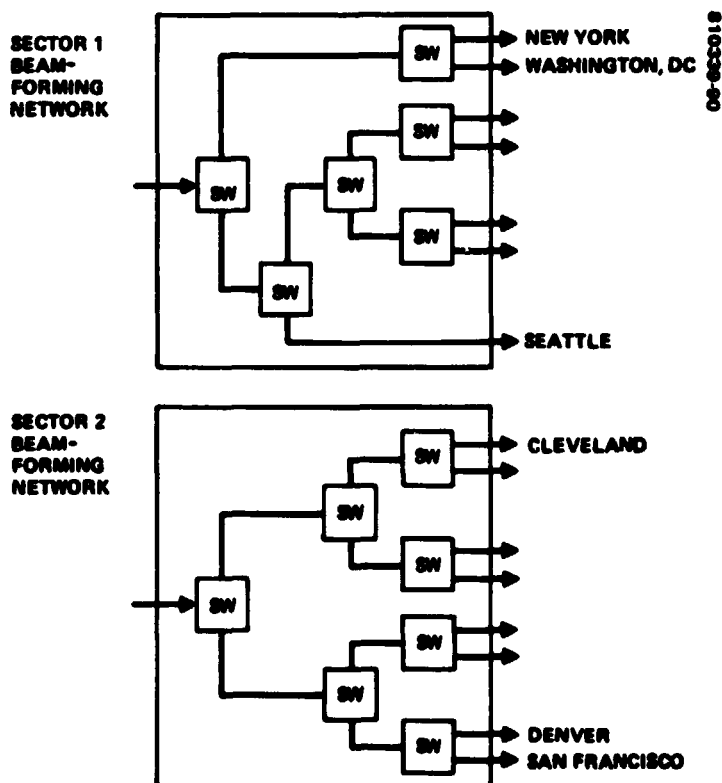 SECTOR 1
BEAM-
FORMING
NETWORK
SW
NEW YORK
WASHINGTON, DC
SW
SW
SW
SW
SW
SEATTLE
SECTOR 2
BEAM-
FORMING
NETWORK
SW
CLEVELAND
SW
SW
SW
SW
SW
SW
DENVER
SAN FRANCISCO